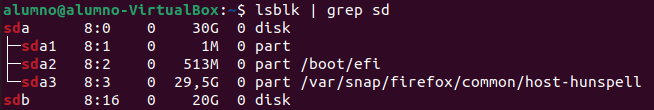 alumno@alumno-VirtualBox:~$ lsblk | grep sd
sda      8:0    0    30G  0 disk
├─sda1   8:1    0     1M  0 part
├─sda2   8:2    0   513M  0 part /boot/efi
└─sda3   8:3    0  29,5G  0 part /var/snap/firefox/common/host-hunspell
sdb      8:16   0    20G  0 disk